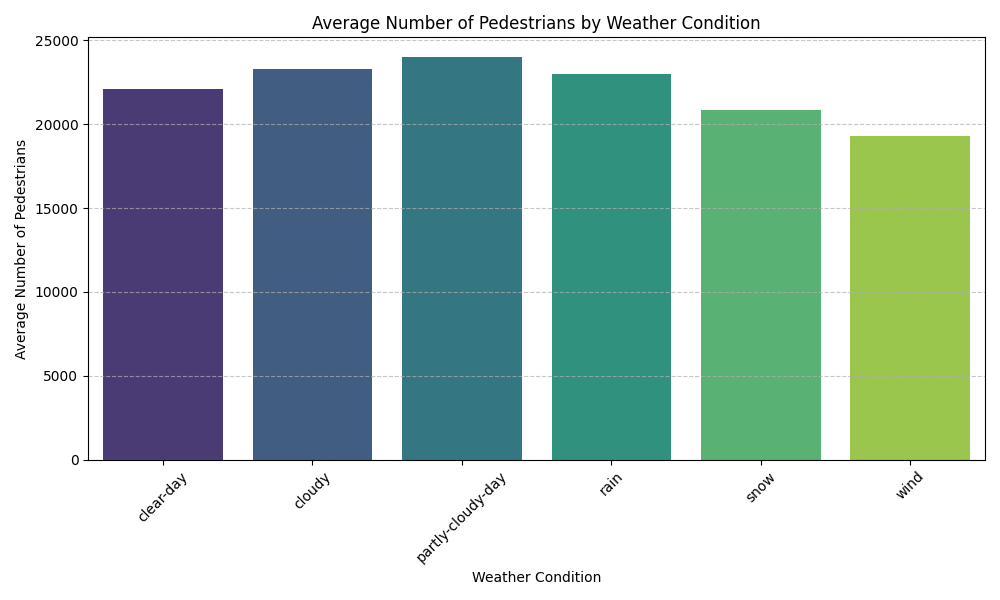 Average Number of Pedestrians by Weather Condition
Average Number of Pedestrians
25000
20000
15000
10000
5000
0
clear-day
cloudy
partly-cloudy-day
rain
snow
wind
Weather Condition